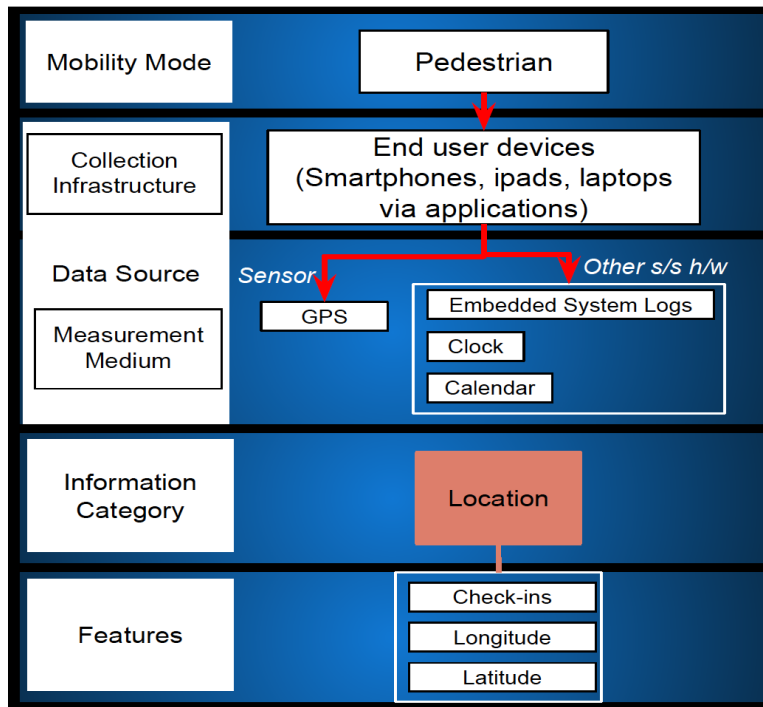 Mobility Mode
Pedestrian
Collection
Infrastructure
End user devices
(Smartphones, ipads, laptops
via applications)
Data Source
Measurement
Medium
Sensor
GPS
Other s/s h/w
Embedded System Logs
Clock
Calendar
Information
Category
Location
Features
Check-ins
Longitude
Latitude